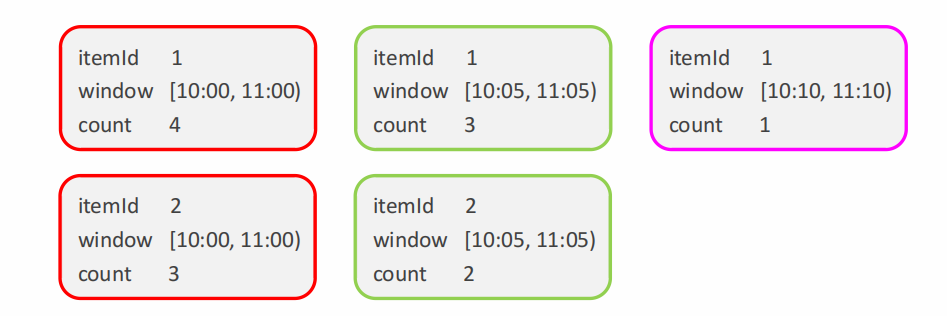 itemId 1
window [10:00, 11:00)
count 4
itemId 1
window [10:05, 11:05)
count 3
itemId 1
window [10:10, 11:10)
count 1
itemId 2
window [10:00, 11:00)
count 3
itemId 2
window [10:05, 11:05)
count 2